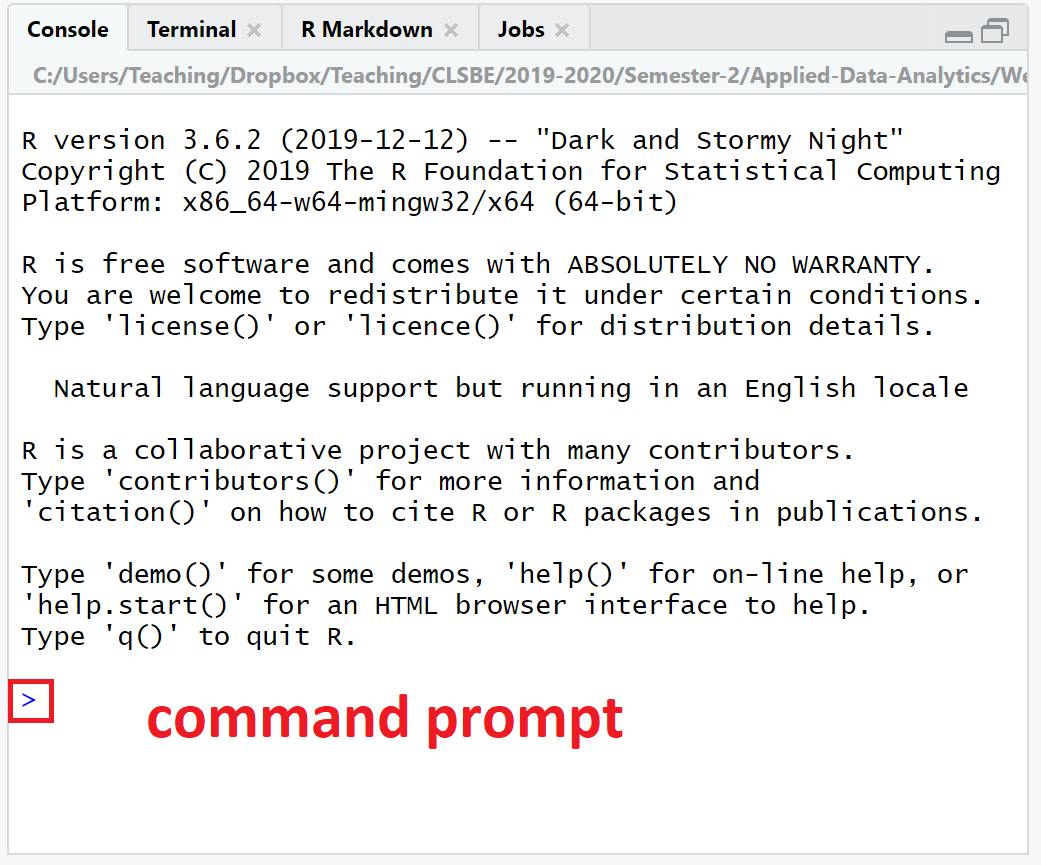 Console Terminal R Markdown Jobs
C:/Users/Teaching/Dropbox/Teaching/CLSBE/2019-2020/Semester-2/Applied-Data-Analytics/We
R version 3.6.2 (2019-12-12) -- "Dark and Stormy Night"
Copyright (C) 2019 The R Foundation for Statistical Computing
Platform: x86_64-w64-mingw32/x64 (64-bit)
R is free software and comes with ABSOLUTELY NO WARRANTY.
You are welcome to redistribute it under certain conditions.
Type 'license()' or 'licence()' for distribution details.
Natural language support but running in an English locale
R is a collaborative project with many contributors.
Type 'contributors()' for more information and
'citation()' on how to cite R or R packages in publications.
Type 'demo()' for some demos, 'help()' for on-line help, or
'help.start()' for an HTML browser interface to help.
Type 'q()' to quit R.
> command prompt